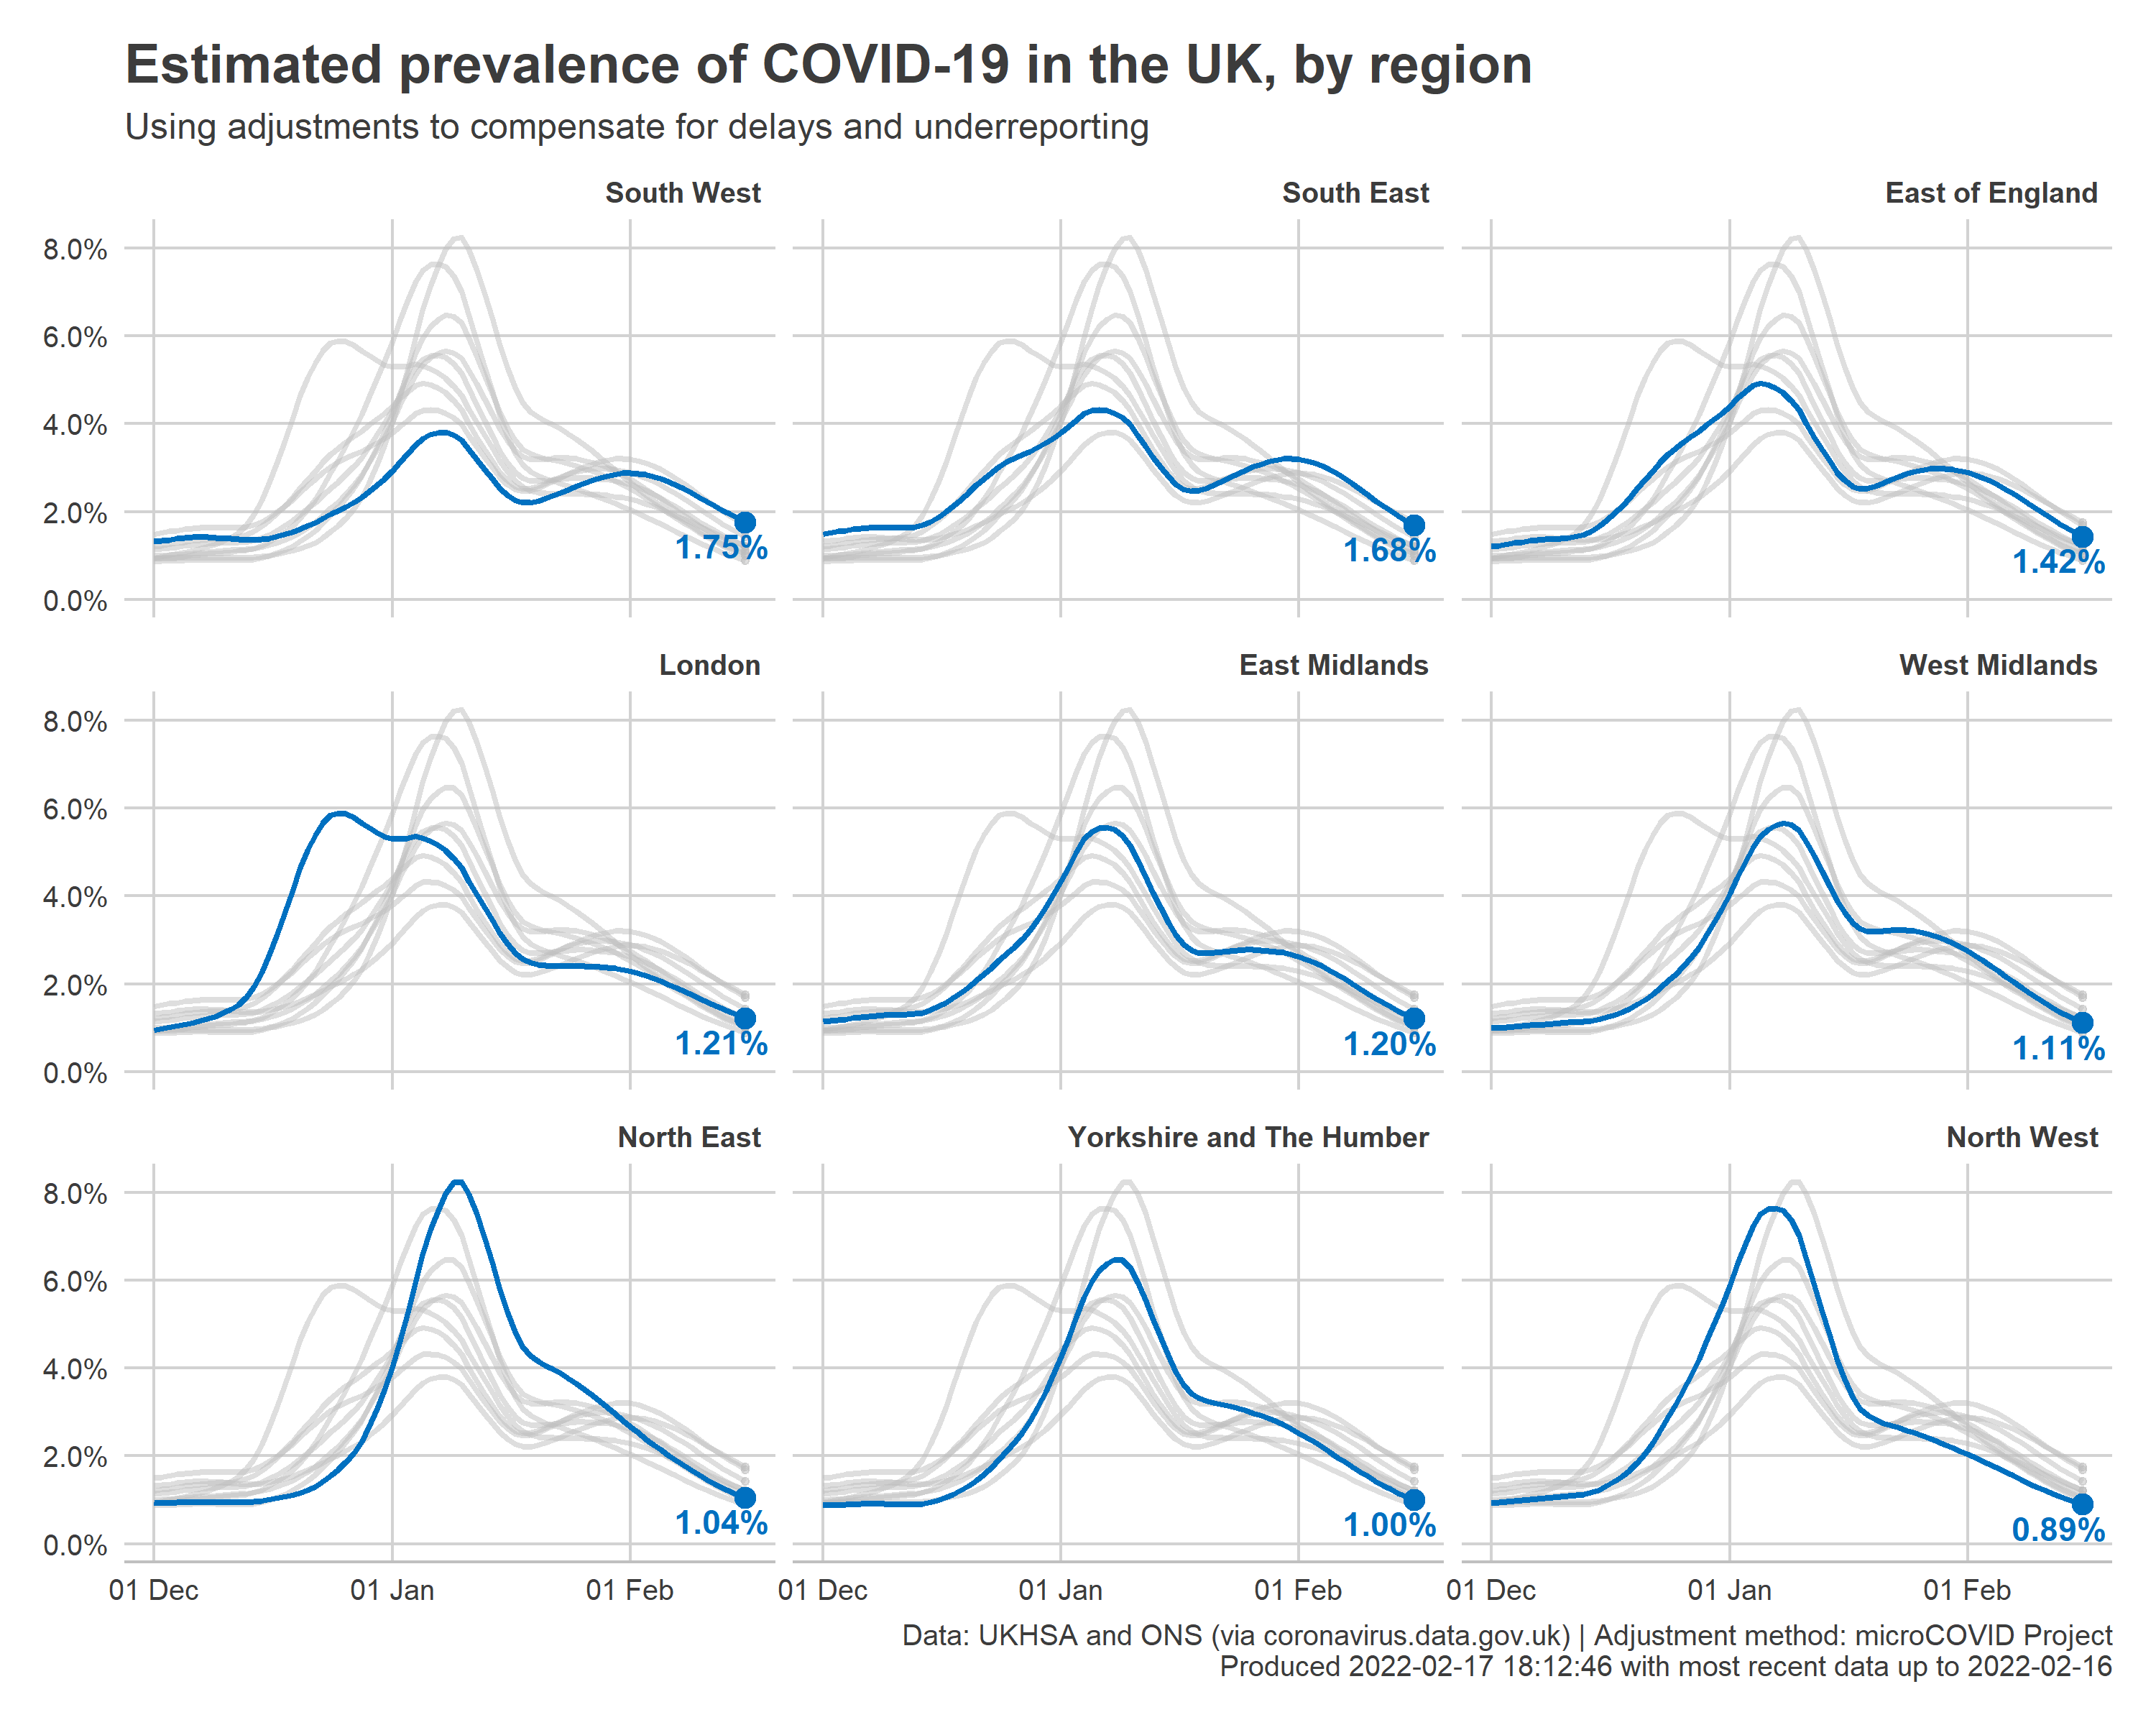 Estimated prevalence of COVID-19 in the UK, by region
Using adjustments to compensate for delays and underreporting
South West
South East
East of England
8.0%
6.0%
4.0%
2.0%
0.0%
1.75%
1.68%
1.42%
London
East Midlands
West Midlands
8.0%
6.0%
4.0%
2.0%
0.0%
1.21%
1.20%
1.11%
North East
Yorkshire and The Humber
North West
8.0%
6.0%
4.0%
2.0%
0.0%
1.04%
1.00%
0.89%
01 Dec 01 Jan 01 Feb 01 Dec 01 Jan 01 Feb 01 Dec 01 Jan 01 Feb
Data: UKHSA and ONS (via coronavirus.data.gov.uk) | Adjustment method: microCOVID Project
Produced 2022-02-17 18:12:46 with most recent data up to 2022-02-16